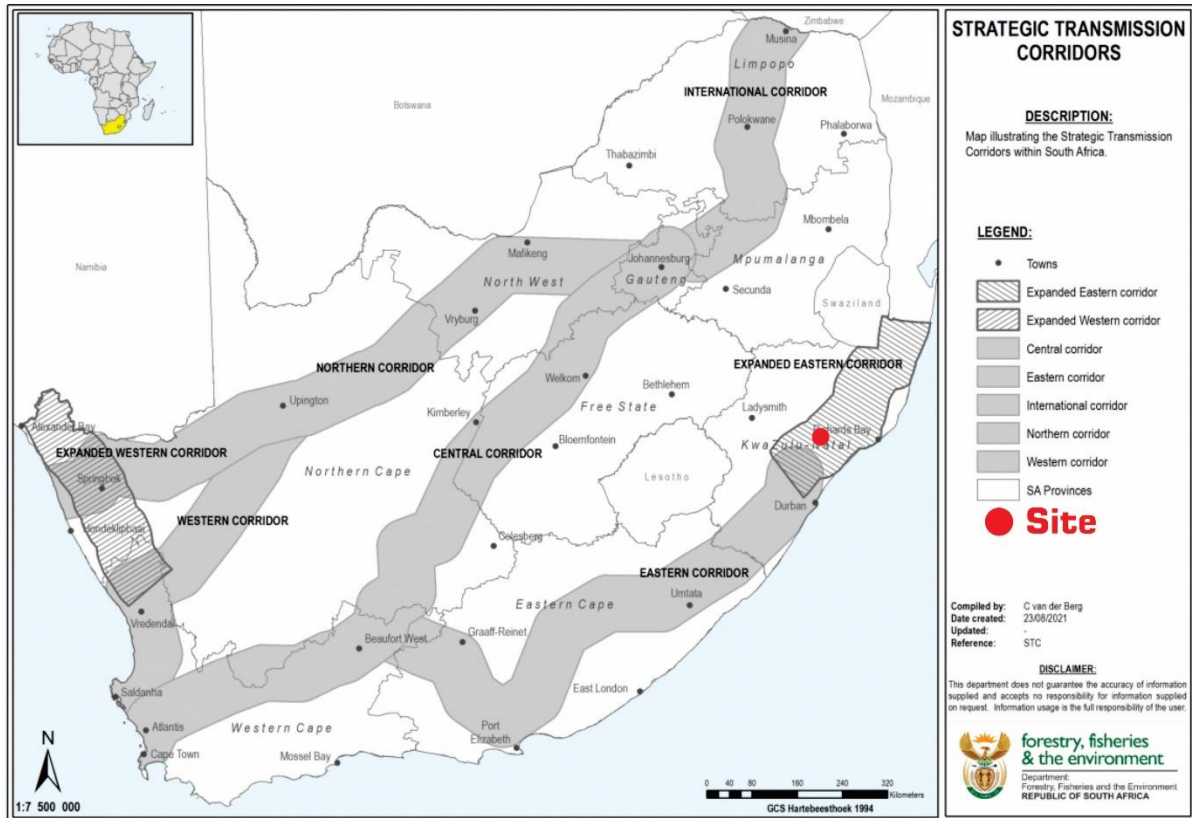 Zimbabwe
Musina
Limpopo
INTERNATIONAL CORRIDOR
Botswana
Mozambique
Polokwane
Phalaborwa
Thabazimbi
Mbombela
Mafikeng
Namibia
Johannesburg
Mpumalanga
North West
Gauteng
Secunda
Swaziland
Vryburg
NORTHERN CORRIDOR
EXPANDED EASTERN CORRIDOR
Welkom
Bethlehem
Upington
Kimberley
Free State
Ladysmith
Alexander Bay
Richards Bay
Bloemfontein
KwaZulu-Natal
EXPANDED WESTERN CORRIDOR
CENTRAL CORRIDOR
Northern Cape
Springbok
Lesotho
Durban
WESTERN CORRIDOR
Hondeklipbaai
Colesberg
EASTERN CORRIDOR
Eastern Cape
Umtata
Vredendal
Graaff-Reinet
Beaufort West
Saldanha
East London
Western Cape
Atlantis
Port
Elizabeth
Cape Town
Mossel Bay
N
1:7 500 000
0 40 80 160 240 320
Kilometers
GCS Hartebeesthoek 1994
STRATEGIC TRANSMISSION
CORRIDORS
DESCRIPTION:
Map illustrating the Strategic Transmission
Corridors within South Africa.
LEGEND:
Towns
Expanded Eastern corridor
Expanded Western corridor
Central corridor
Eastern corridor
International corridor
Northern corridor
Western corridor
SA Provinces
Site
Compiled by: C van der Berg
Date created: 23/08/2021
Updated: -
Reference: STC
DISCLAIMER:
This department does not guarantee the accuracy of information
supplied and accepts no responsibility for information supplied
on request. Information usage is the full responsibility of the user.
forestry, fisheries
& the environment
Department:
Forestry, Fisheries and the Environment
REPUBLIC OF SOUTH AFRICA